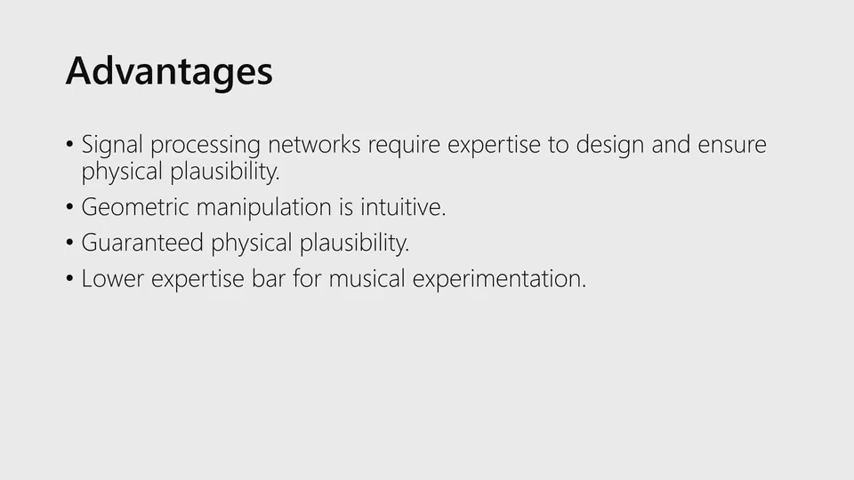 Advantages
• Signal processing networks require expertise to design and ensure
physical plausibility.
• Geometric manipulation is intuitive.
• Guaranteed physical plausibility.
• Lower expertise bar for musical experimentation.